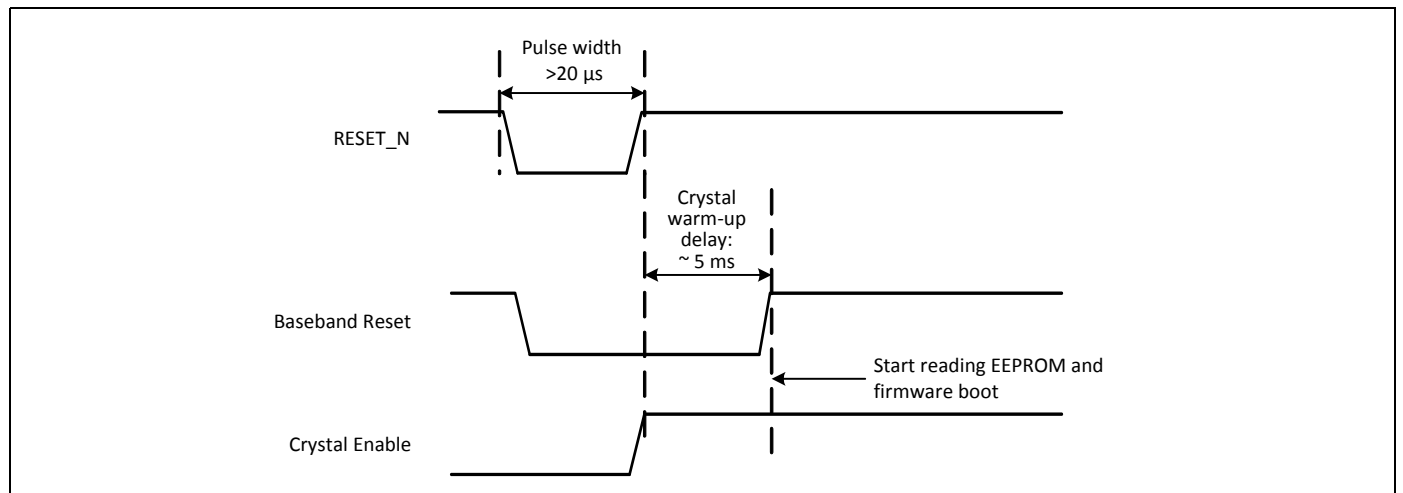 Pulse width
>20 µs
RESET_N
Crystal
warm-up
delay:
~ 5 ms
Baseband Reset
Start reading EEPROM and
firmware boot
Crystal Enable